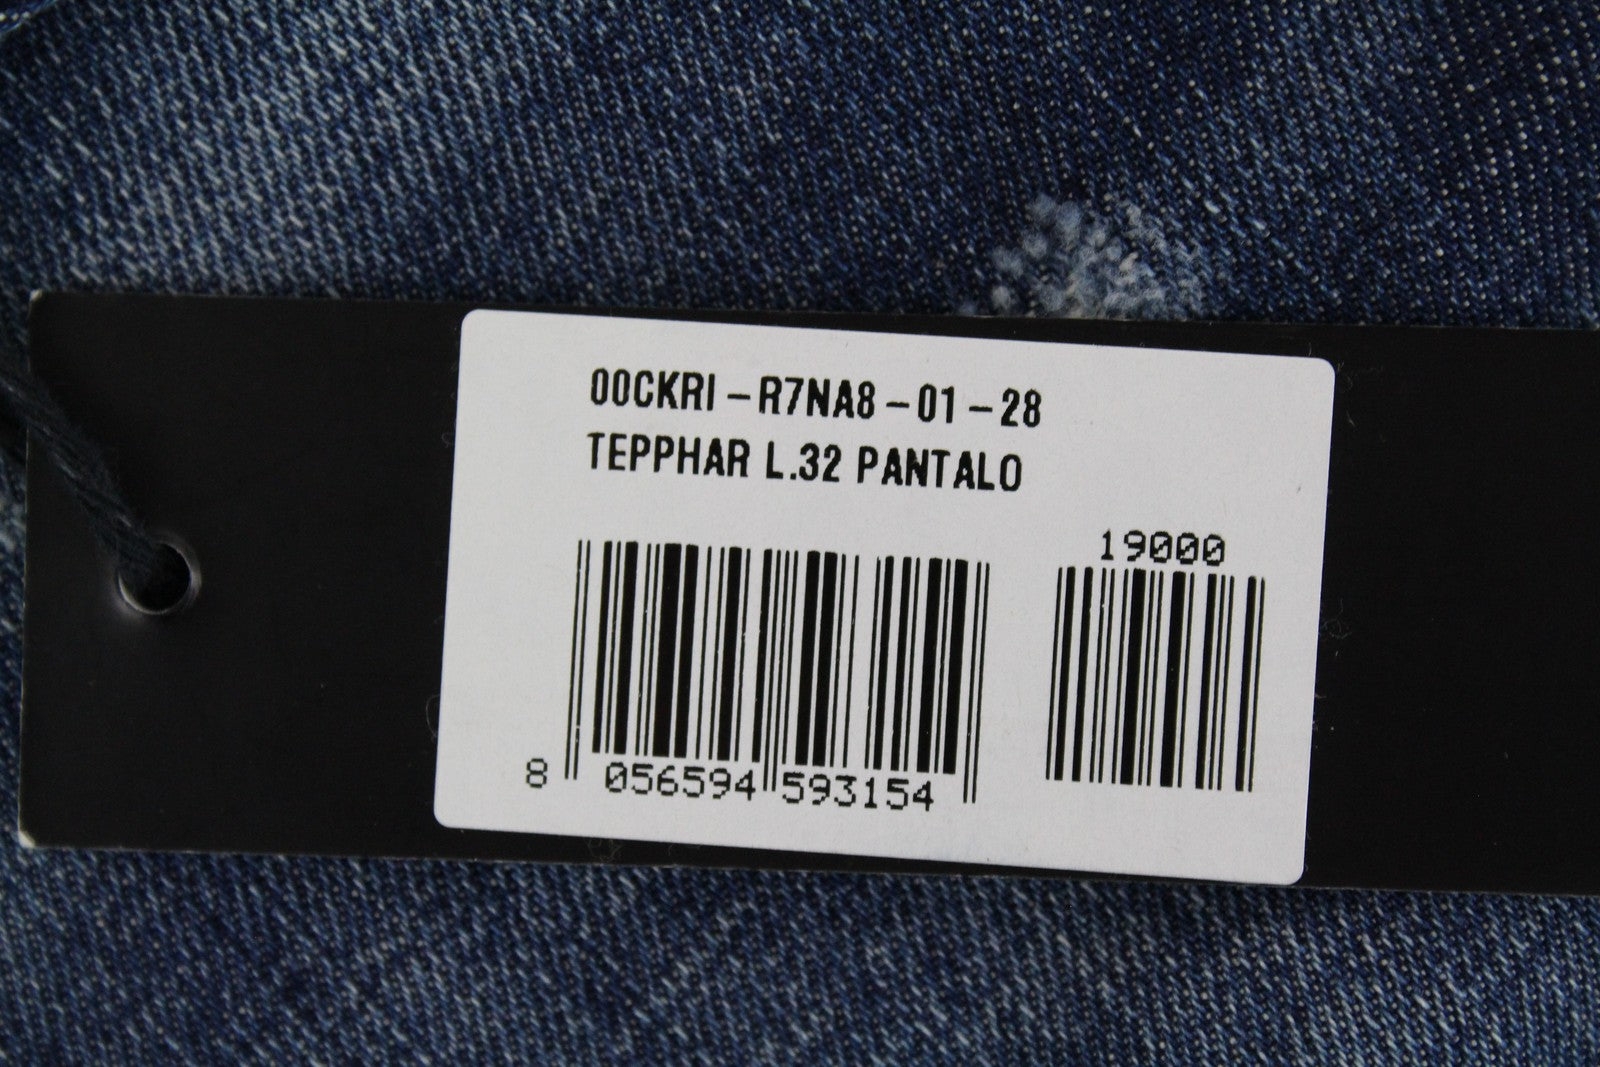 00CKRI-R7NA8-01-28
TEPPHAR L.32 PANTALO
19000
8 056594 593154